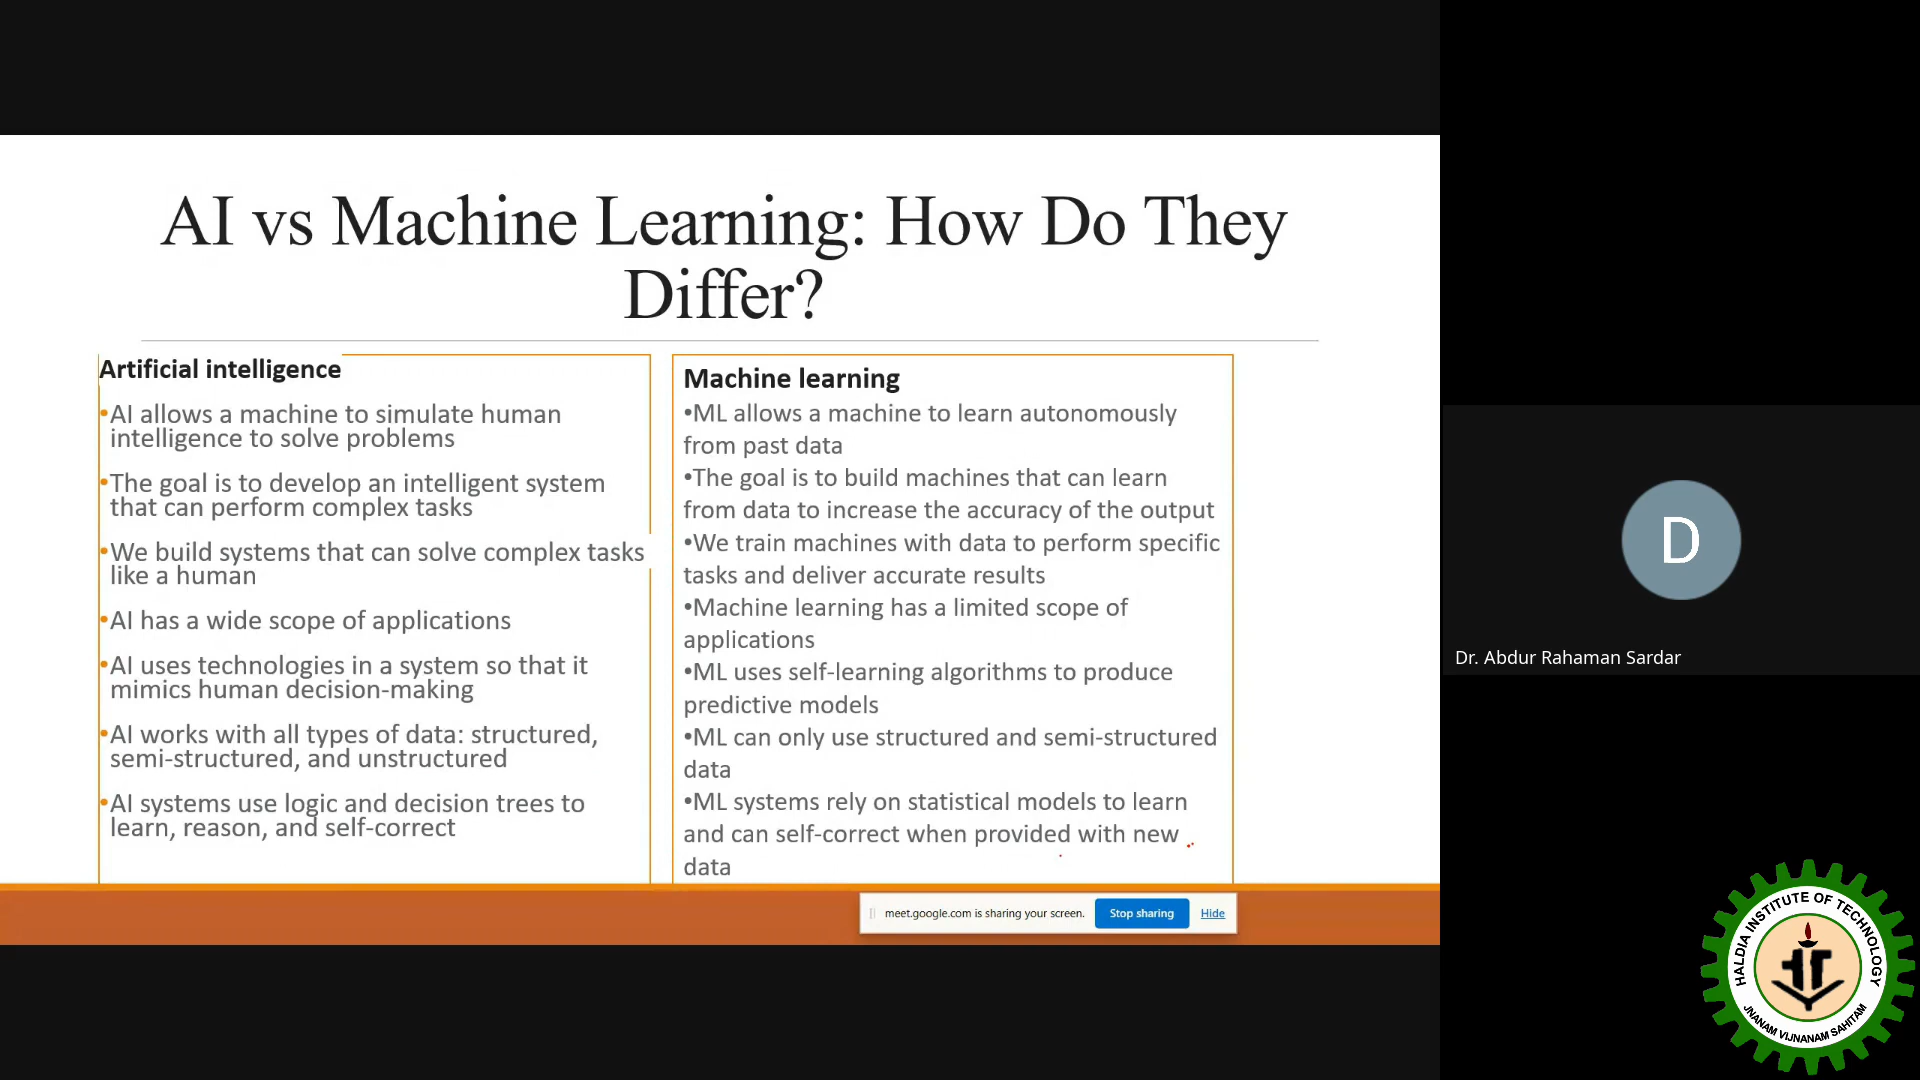 AI vs Machine Learning: How Do They
Differ?
Artificial intelligence
•AI allows a machine to simulate human
intelligence to solve problems
•The goal is to develop an intelligent system
that can perform complex tasks
•We build systems that can solve complex tasks
like a human
•AI has a wide scope of applications
•AI uses technologies in a system so that it
mimics human decision-making
•AI works with all types of data: structured,
semi-structured, and unstructured
•AI systems use logic and decision trees to
learn, reason, and self-correct
Machine learning
•ML allows a machine to learn autonomously
from past data
•The goal is to build machines that can learn
from data to increase the accuracy of the output
•We train machines with data to perform specific
tasks and deliver accurate results
•Machine learning has a limited scope of
applications
•ML uses self-learning algorithms to produce
predictive models
•ML can only use structured and semi-structured
data
•ML systems rely on statistical models to learn
and can self-correct when provided with new
data
meet.google.com is sharing your screen.
Stop sharing
Hide
D
Dr. Abdur Rahaman Sardar
HALDIA INSTITUTE OF TECHNOLOGY
JNANAM VIJNANAM SAHITAM